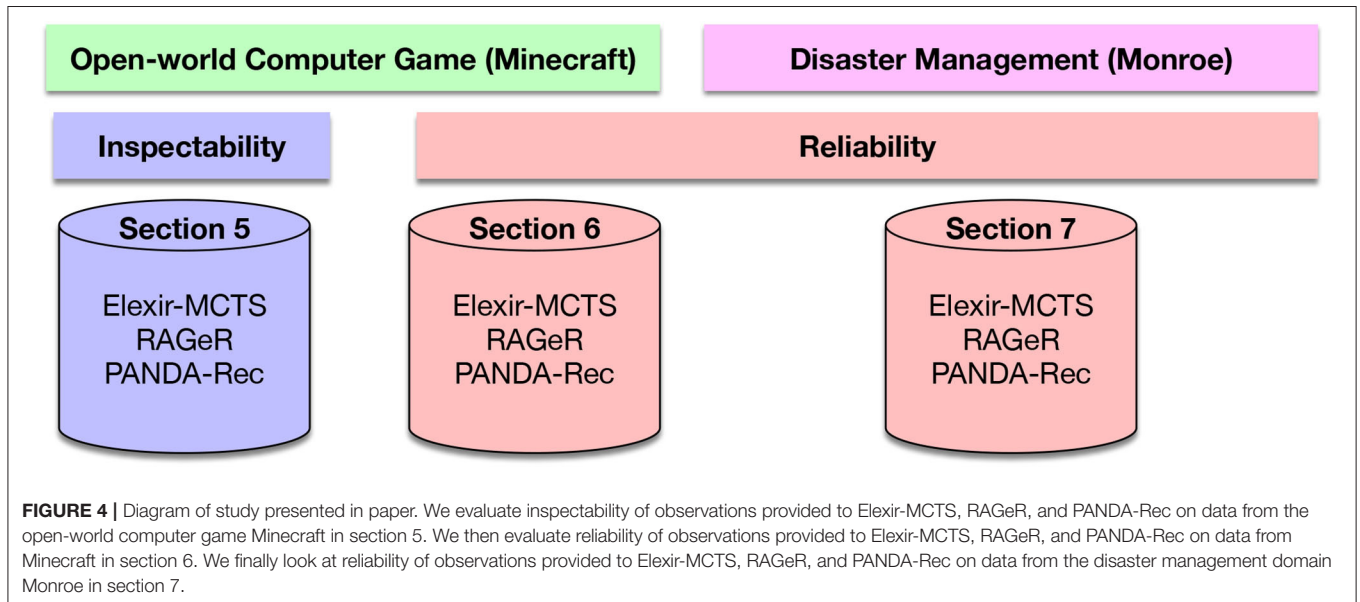 Open-world Computer Game (Minecraft)
Disaster Management (Monroe)
Inspectability
Reliability
Section 5
Elexir-MCTS
RAGeR
PANDA-Rec
Section 6
Elexir-MCTS
RAGeR
PANDA-Rec
Section 7
Elexir-MCTS
RAGeR
PANDA-Rec
FIGURE 4 | Diagram of study presented in paper. We evaluate inspectability of observations provided to Elexir-MCTS, RAGeR, and PANDA-Rec on data from the
open-world computer game Minecraft in section 5. We then evaluate reliability of observations provided to Elexir-MCTS, RAGeR, and PANDA-Rec on data from
Minecraft in section 6. We finally look at reliability of observations provided to Elexir-MCTS, RAGeR, and PANDA-Rec on data from the disaster management domain
Monroe in section 7.